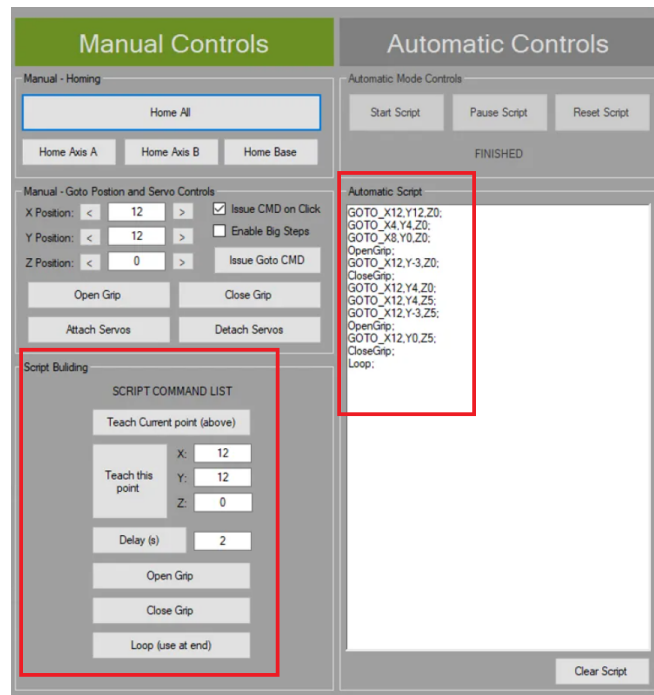 Manual Controls
Automatic Controls
Manual - Homing
Home All
Home Axis A
Home Axis B
Home Base
Manual - Goto Postion and Servo Controls
X Position: < 12 > Issue CMD on Click
Y Position: < 12 > Enable Big Steps
Z Position: < 0 > Issue Goto CMD
Open Grip
Close Grip
Attach Servos
Detach Servos
Script Buliding
SCRIPT COMMAND LIST
Teach Current point (above)
Teach this
point
X: 12
Y: 12
Z: 0
Delay (s) 2
Open Grip
Close Grip
Loop (use at end)
Automatic Mode Controls
Start Script
Pause Script
Reset Script
FINISHED
Automatic Script
GOTO_X12,Y12,Z0;
GOTO_X4,Y4,Z0;
GOTO_X8,Y0,Z0;
OpenGrip;
GOTO_X12,Y-3,Z0;
CloseGrip;
GOTO_X12,Y4,Z0;
GOTO_X12,Y4,Z5;
GOTO_X12,Y-3,Z5;
OpenGrip;
GOTO_X12,Y0,Z5;
CloseGrip;
Loop;
Clear Script